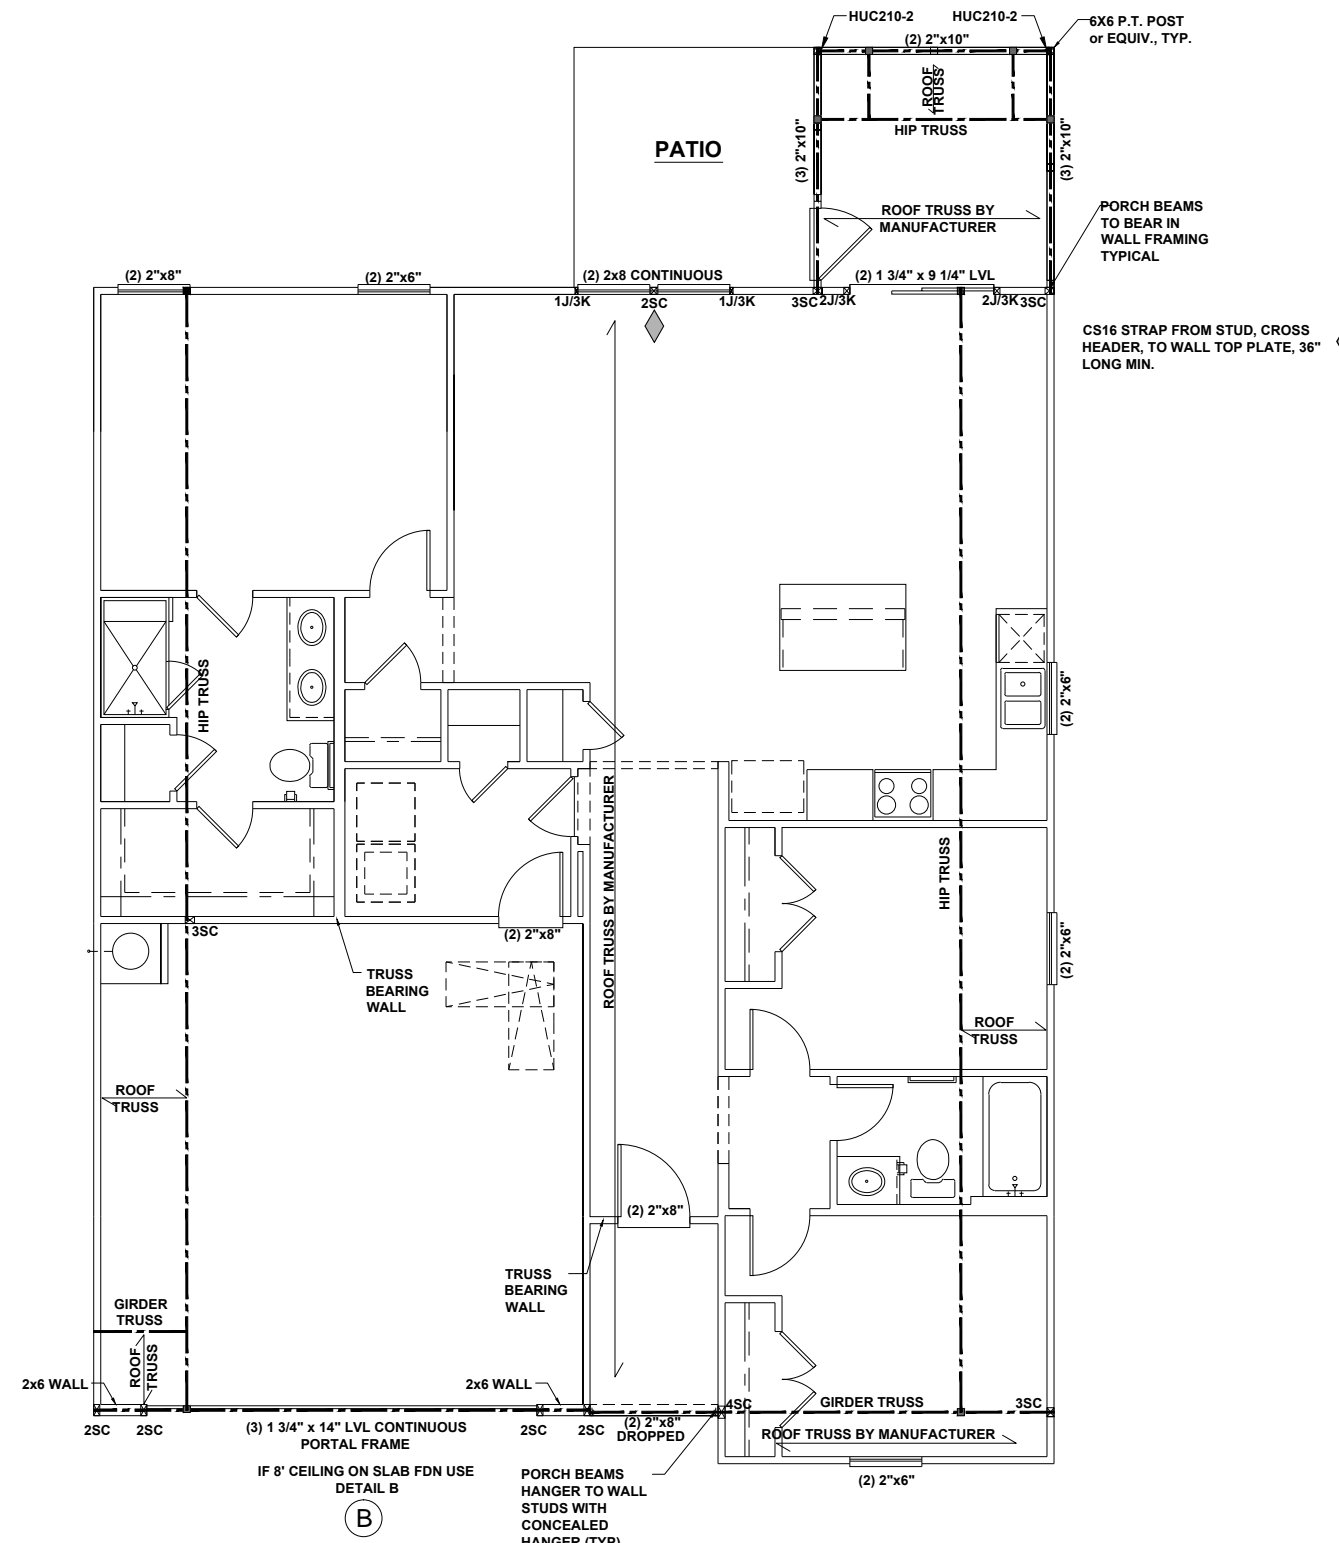 HUC210-2
HUC210-2
6X6 P.T. POST
or EQUIV., TYP.
(2) 2"x10"
ROOF
TRUSS
HIP TRUSS
PATIO
(3) 2"x10"
(3) 2"x10"
ROOF TRUSS BY
MANUFACTURER
PORCH BEAMS
TO BEAR IN
WALL FRAMING
TYPICAL
(2) 2"x8"
(2) 2"x6"
(2) 2x8 CONTINUOUS
(2) 1 3/4" x 9 1/4" LVL
1J/3K
2SC
1J/3K
3SC
2J/3K
2J/3K
3SC
CS16 STRAP FROM STUD, CROSS
HEADER, TO WALL TOP PLATE, 36"
LONG MIN.
HIP TRUSS
(2) 2"x6"
ROOF TRUSS BY MANUFACTURER
HIP TRUSS
3SC
(2) 2"x8"
(2) 2"x6"
TRUSS
BEARING
WALL
ROOF
TRUSS
ROOF
TRUSS
(2) 2"x8"
TRUSS
BEARING
WALL
GIRDER
TRUSS
ROOF
TRUSS
2x6 WALL
2x6 WALL
GIRDER TRUSS
4SC
3SC
2SC
2SC
(3) 1 3/4" x 14" LVL CONTINUOUS
PORTAL FRAME
2SC
2SC
(2) 2"x8"
DROPPED
ROOF TRUSS BY MANUFACTURER
IF 8' CEILING ON SLAB FDN USE
DETAIL B
B
PORCH BEAMS
HANGER TO WALL
STUDS WITH
CONCEALED
HANGER (TYP)
(2) 2"x6"